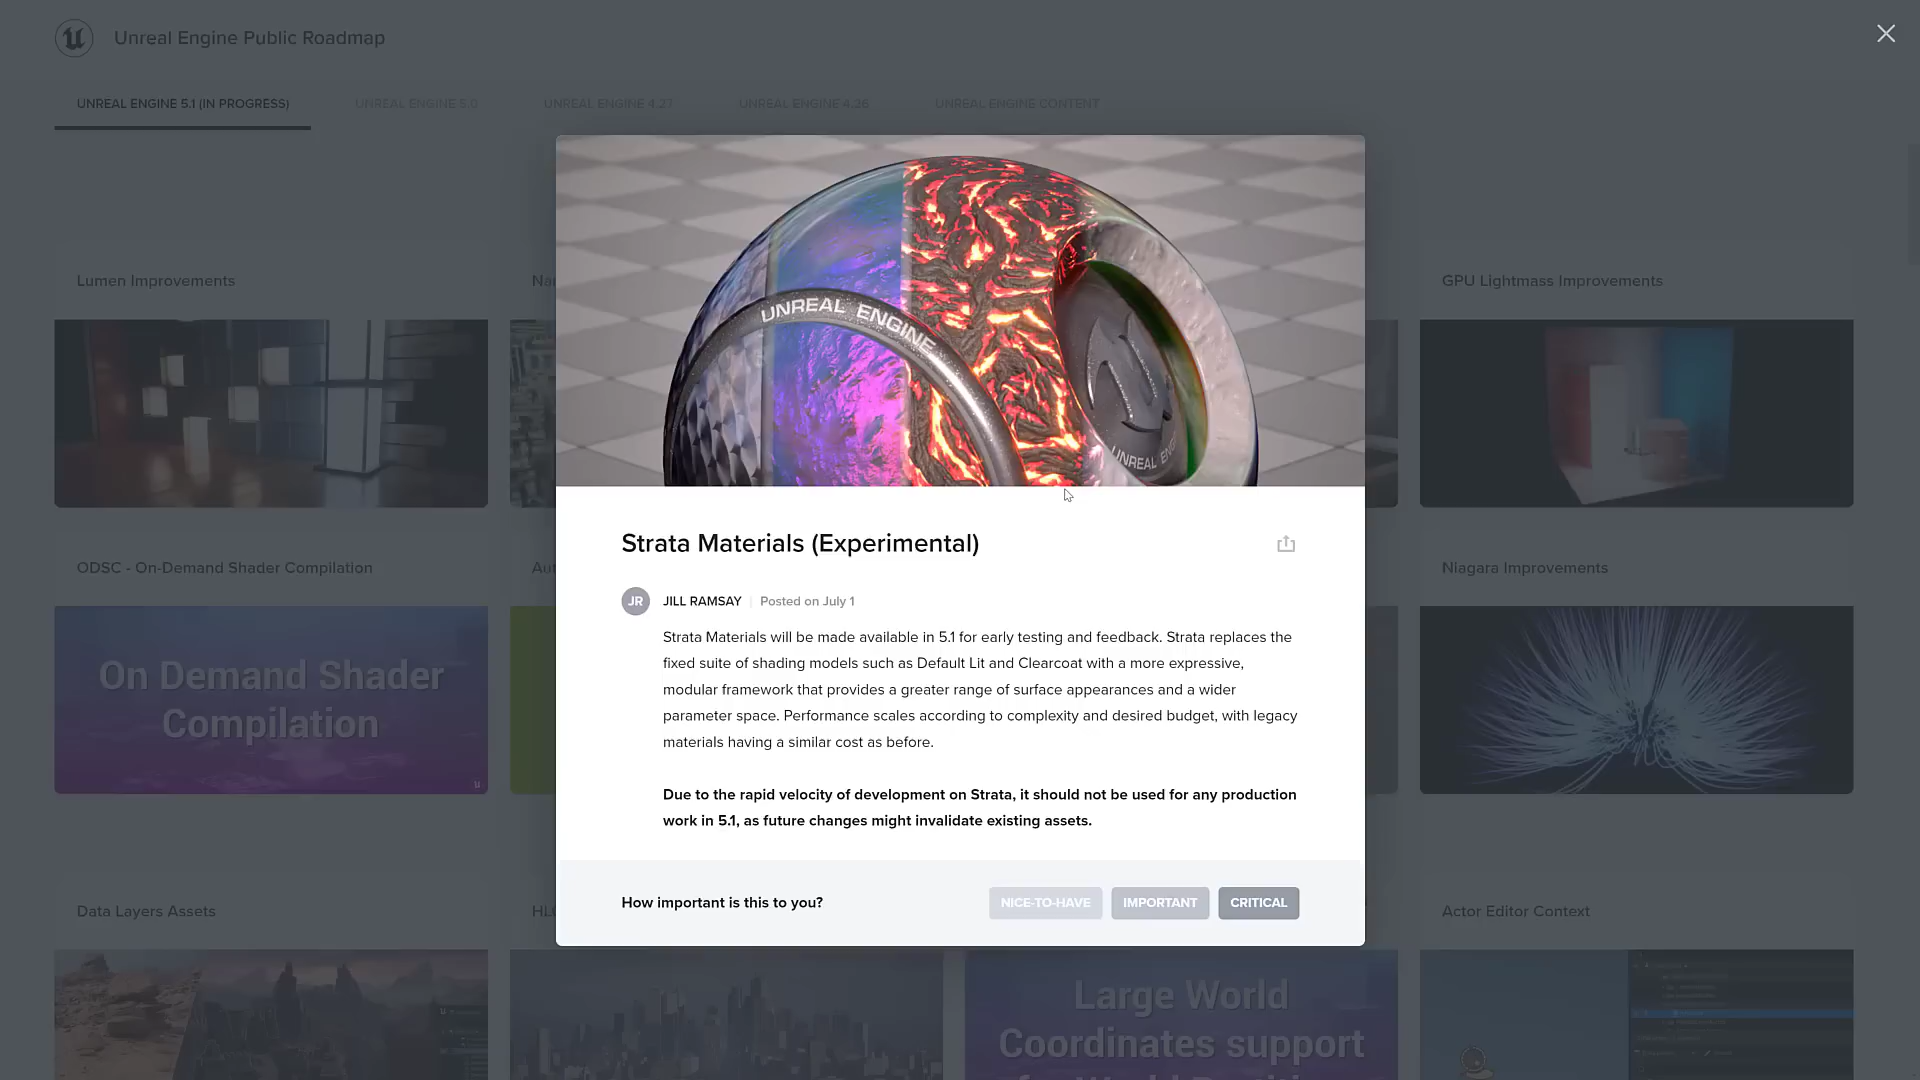 Unreal Engine Public Roadmap
UNREAL ENGINE 5.1 (IN PROGRESS)
UNREAL ENGINE 5.0
UNREAL ENGINE 4.27
UNREAL ENGINE 4.26
UNREAL ENGINE CONTENT
UNREAL ENGINE
UNREAL
Lumen Improvements
GPU Lightmass Improvements
Strata Materials (Experimental)
ODSC - On-Demand Shader Compilation
Niagara Improvements
JR
JILL RAMSAY
Posted on July 1
Strata Materials will be made available in 5.1 for early testing and feedback. Strata replaces the
fixed suite of shading models such as Default Lit and Clearcoat with a more expressive,
modular framework that provides a greater range of surface appearances and a wider
parameter space. Performance scales according to complexity and desired budget, with legacy
materials having a similar cost as before.
Due to the rapid velocity of development on Strata, it should not be used for any production
work in 5.1, as future changes might invalidate existing assets.
On Demand Shader
Compilation
How important is this to you?
NICE-TO-HAVE
IMPORTANT
CRITICAL
Data Layers Assets
Actor Editor Context
Large World
Coordinates support